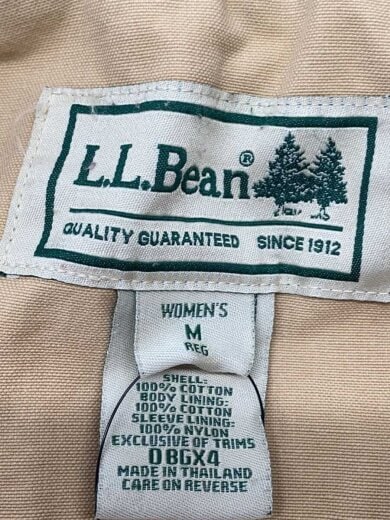 L.L.Bean®
QUALITY GUARANTEED SINCE 1912
WOMEN'S
M
REG
SHELL:
100% COTTON
BODY LINING:
100% COTTON
SLEEVE LINING:
100% NYLON
EXCLUSIVE OF TRIMS
0BGX4
MADE IN THAILAND
CARE ON REVERSE